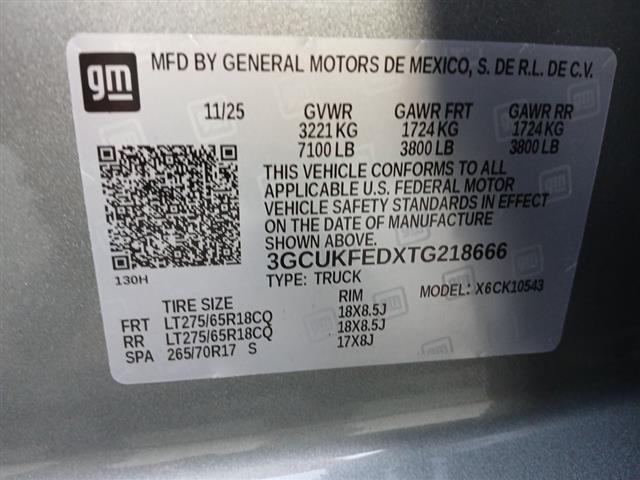 gm MFD BY GENERAL MOTORS DE MEXICO, S. DE R.L. DE C.V.
11/25 GVWR GAWR FRT GAWR RR
3221 KG 1724 KG 1724 KG
7100 LB 3800 LB 3800 LB
THIS VEHICLE CONFORMS TO ALL
APPLICABLE U.S. FEDERAL MOTOR
VEHICLE SAFETY STANDARDS IN EFFECT
ON THE DATE OF MANUFACTURE
SHOWN ABOVE.
3GCUKFEDXTG218666
130H TYPE: TRUCK MODEL: X6CK10543
TIRE SIZE RIM
FRT LT275/65R18CQ 18X8.5J
RR LT275/65R18CQ 18X8.5J
SPA 265/70R17 S 17X8J